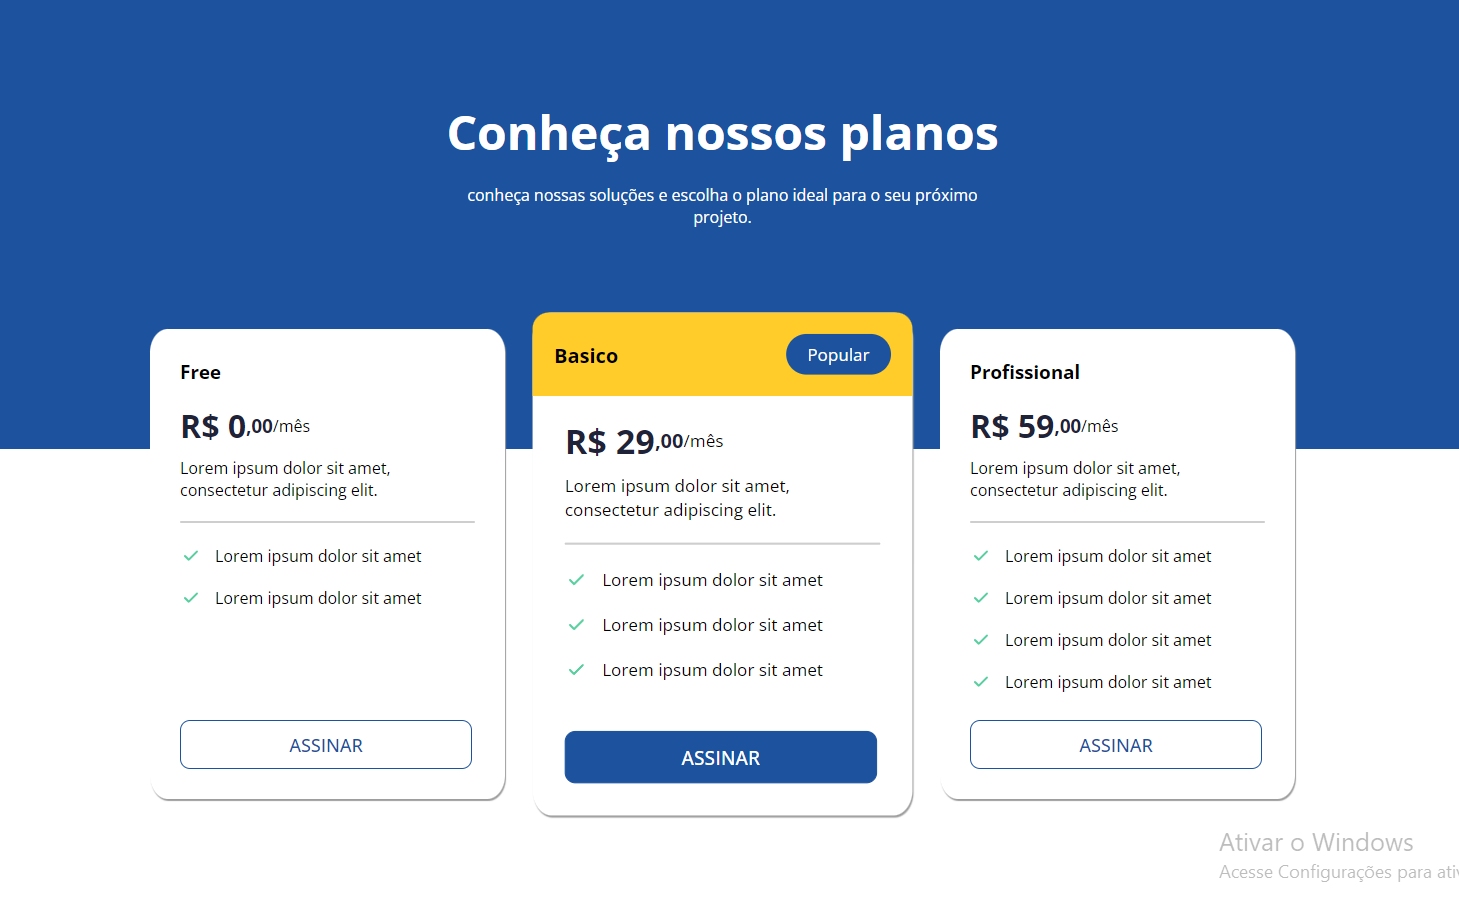 Conheça nossos planos
conheça nossas soluções e escolha o plano ideal para o seu próximo
projeto.
Free
R$ 0,00/mês
Lorem ipsum dolor sit amet,
consectetur adipiscing elit.
Lorem ipsum dolor sit amet
Lorem ipsum dolor sit amet
ASSINAR
Basico
Popular
R$ 29,00/mês
Lorem ipsum dolor sit amet,
consectetur adipiscing elit.
Lorem ipsum dolor sit amet
Lorem ipsum dolor sit amet
Lorem ipsum dolor sit amet
ASSINAR
Profissional
R$ 59,00/mês
Lorem ipsum dolor sit amet,
consectetur adipiscing elit.
Lorem ipsum dolor sit amet
Lorem ipsum dolor sit amet
Lorem ipsum dolor sit amet
Lorem ipsum dolor sit amet
ASSINAR
Ativar o Windows
Acesse Configurações para